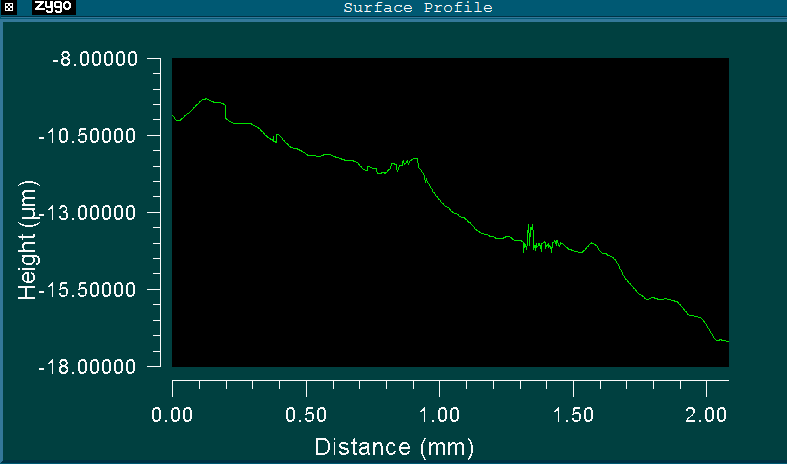 zygo
Surface Profile
-8.00000
-10.50000
-13.00000
-15.50000
-18.00000
Height (µm)
0.00 0.50 1.00 1.50 2.00
Distance (mm)